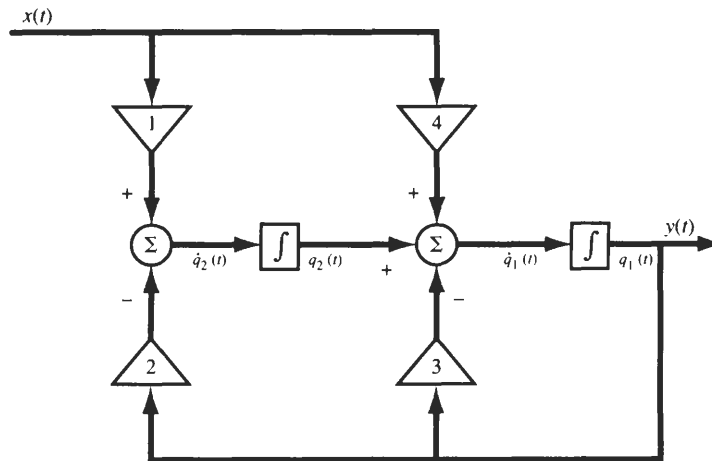 x(t)
1
4
+
+
y(t)
Σ
∫
Σ
∫
q̇₂(t)
q₂(t)
+
q̇₁(t)
q₁(t)
−
−
2
3